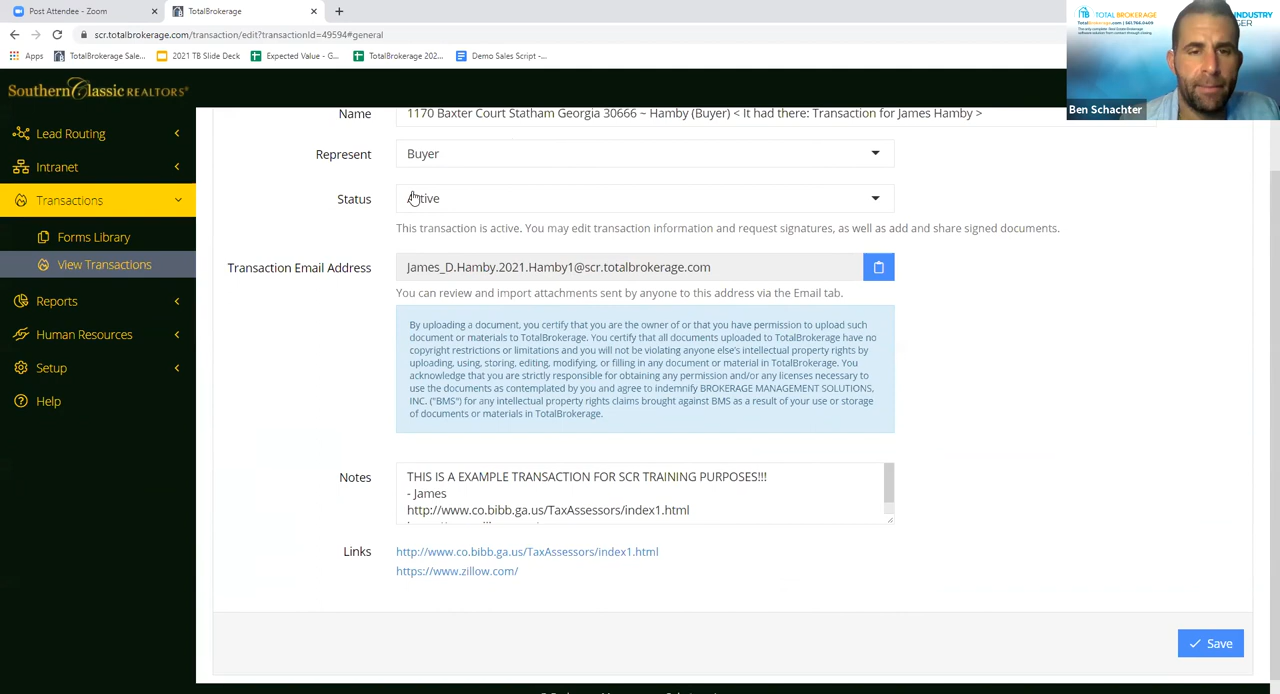 Post Attendee - Zoom
TotalBrokerage
scr.totalbrokerage.com/transaction/edit?transactionId=49594#general
Apps
TotalBrokerage Sale...
2021 TB Slide Deck
Expected Value - G...
TotalBrokerage 202...
Demo Sales Script -...
TB TOTAL BROKERAGE
INDUSTRY
Ben Schachter
Southern Classic REALTORS®
Lead Routing
Intranet
Transactions
Forms Library
View Transactions
Reports
Human Resources
Setup
Help
Name
1170 Baxter Court Statham Georgia 30666 ~ Hamby (Buyer) < It had there: Transaction for James Hamby >
Represent
Buyer
Status
Active
This transaction is active. You may edit transaction information and request signatures, as well as add and share signed documents.
Transaction Email Address
James_D.Hamby.2021.Hamby1@scr.totalbrokerage.com
You can review and import attachments sent by anyone to this address via the Email tab.
By uploading a document, you certify that you are the owner of or that you have permission to upload such
document or materials to TotalBrokerage. You certify that all documents uploaded to TotalBrokerage have no
copyright restrictions or limitations and you will not be violating anyone else's intellectual property rights by
uploading, using, storing, editing, modifying, or filling in any document or material in TotalBrokerage. You
acknowledge that you are strictly responsible for obtaining any permission and/or any licenses necessary to
use the documents as contemplated by you and agree to indemnify BROKERAGE MANAGEMENT SOLUTIONS,
INC. ("BMS") for any intellectual property rights claims brought against BMS as a result of your use or storage
of documents or materials in TotalBrokerage.
Notes
THIS IS A EXAMPLE TRANSACTION FOR SCR TRAINING PURPOSES!!!
- James
http://www.co.bibb.ga.us/TaxAssessors/index1.html
Links
http://www.co.bibb.ga.us/TaxAssessors/index1.html
https://www.zillow.com/
Save